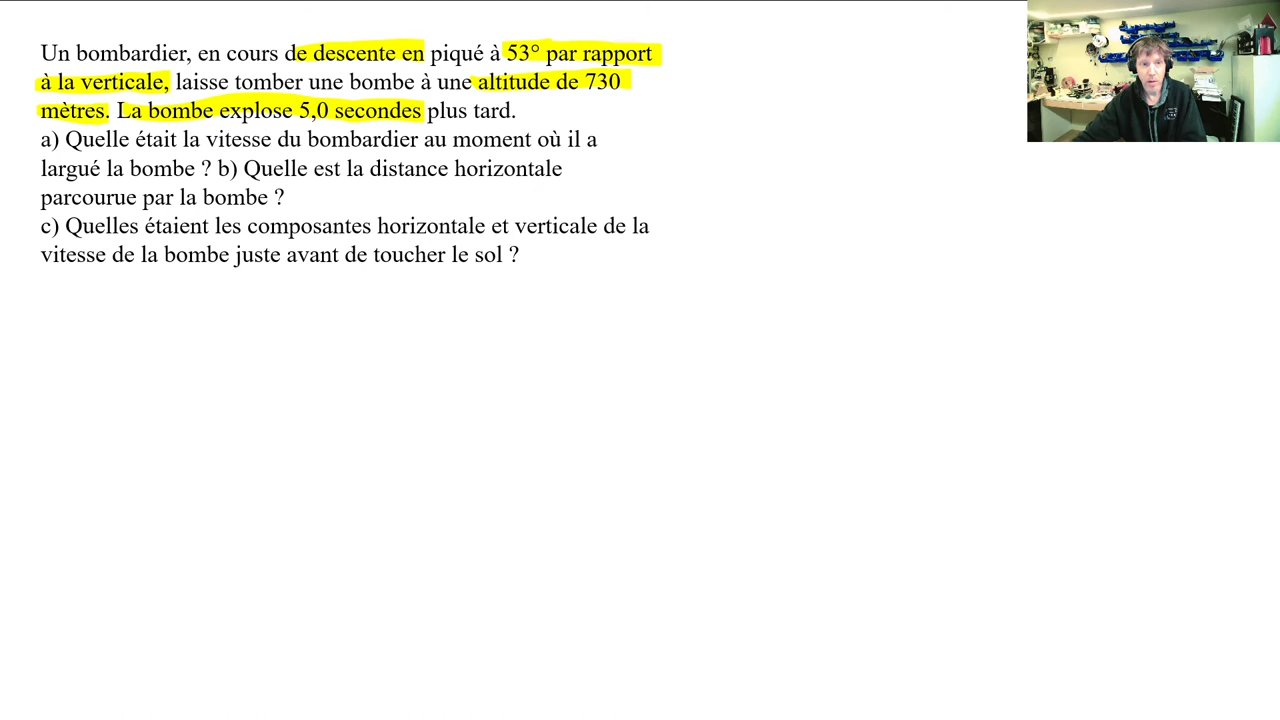 Un bombardier, en cours de descente en piqué à 53° par rapport
à la verticale, laisse tomber une bombe à une altitude de 730
mètres. La bombe explose 5,0 secondes plus tard.
a) Quelle était la vitesse du bombardier au moment où il a
largué la bombe ? b) Quelle est la distance horizontale
parcourue par la bombe ?
c) Quelles étaient les composantes horizontale et verticale de la
vitesse de la bombe juste avant de toucher le sol ?